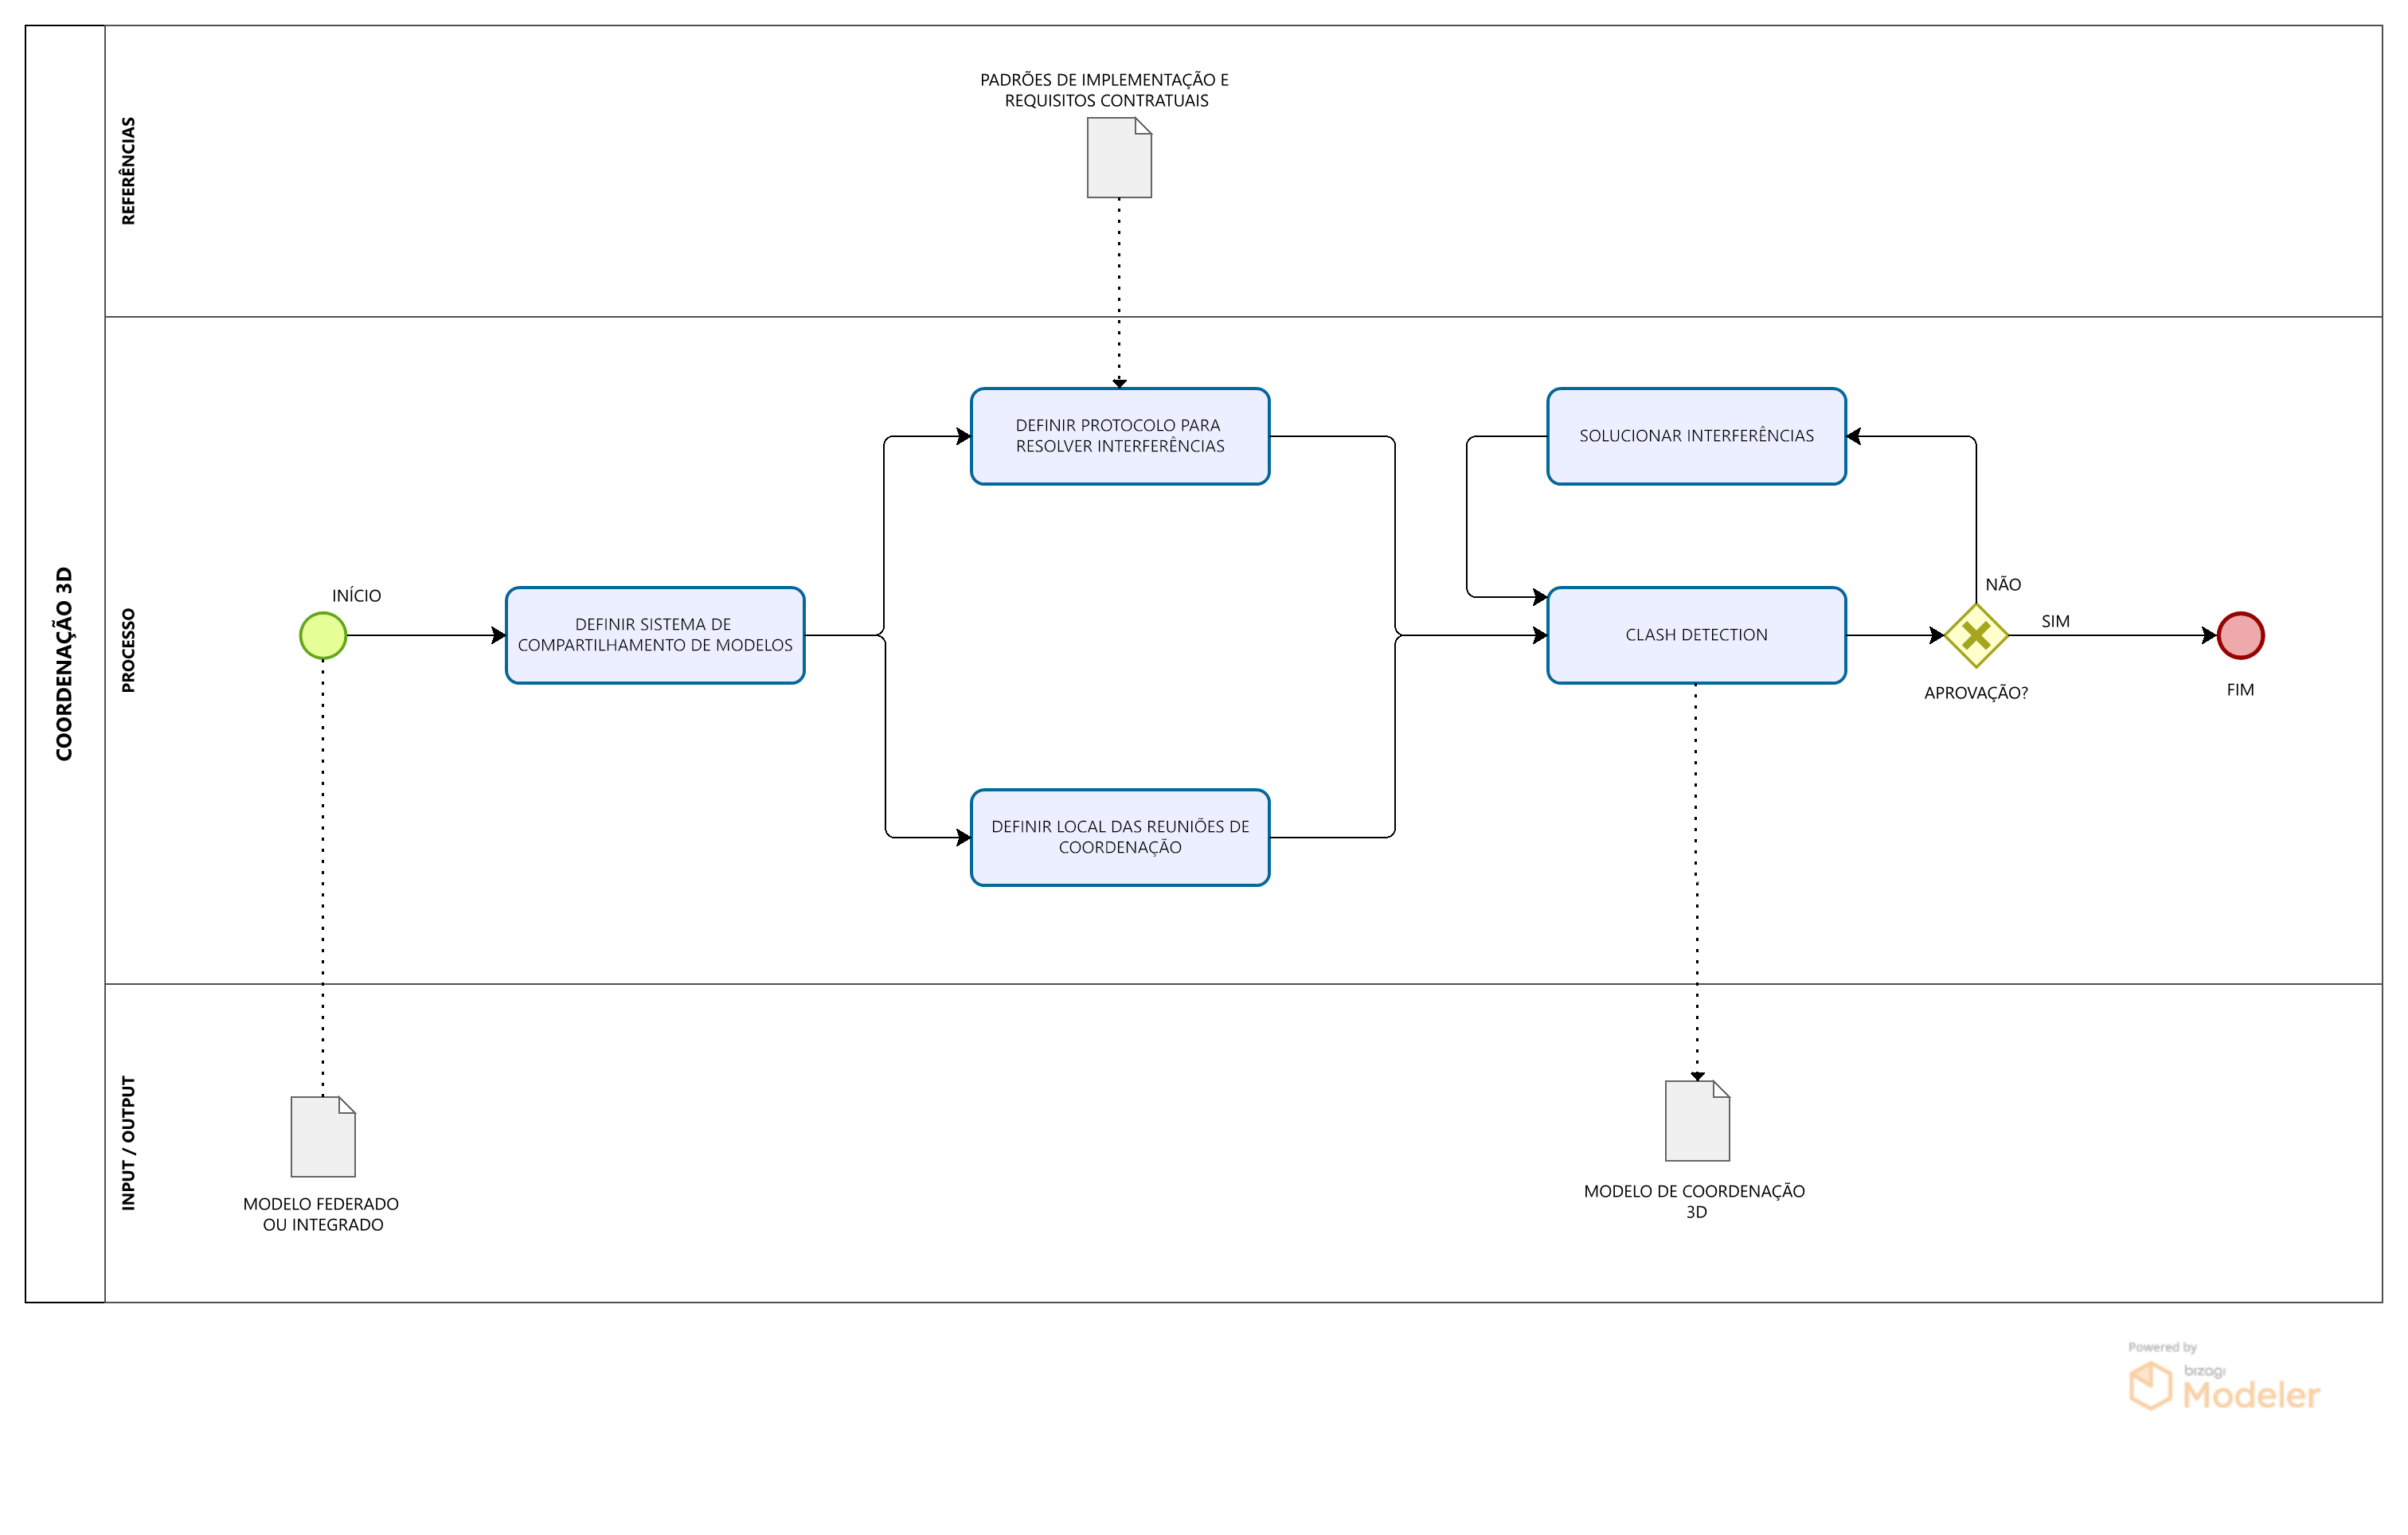 COORDENAÇÃO 3D
REFERÊNCIAS
PADRÕES DE IMPLEMENTAÇÃO E
REQUISITOS CONTRATUAIS
PROCESSO
INÍCIO
DEFINIR SISTEMA DE
COMPARTILHAMENTO DE MODELOS
DEFINIR PROTOCOLO PARA
RESOLVER INTERFERÊNCIAS
DEFINIR LOCAL DAS REUNIÕES DE
COORDENAÇÃO
SOLUCIONAR INTERFERÊNCIAS
CLASH DETECTION
NÃO
SIM
APROVAÇÃO?
FIM
INPUT / OUTPUT
MODELO FEDERADO
OU INTEGRADO
MODELO DE COORDENAÇÃO
3D
Powered by
bizagi
Modeler